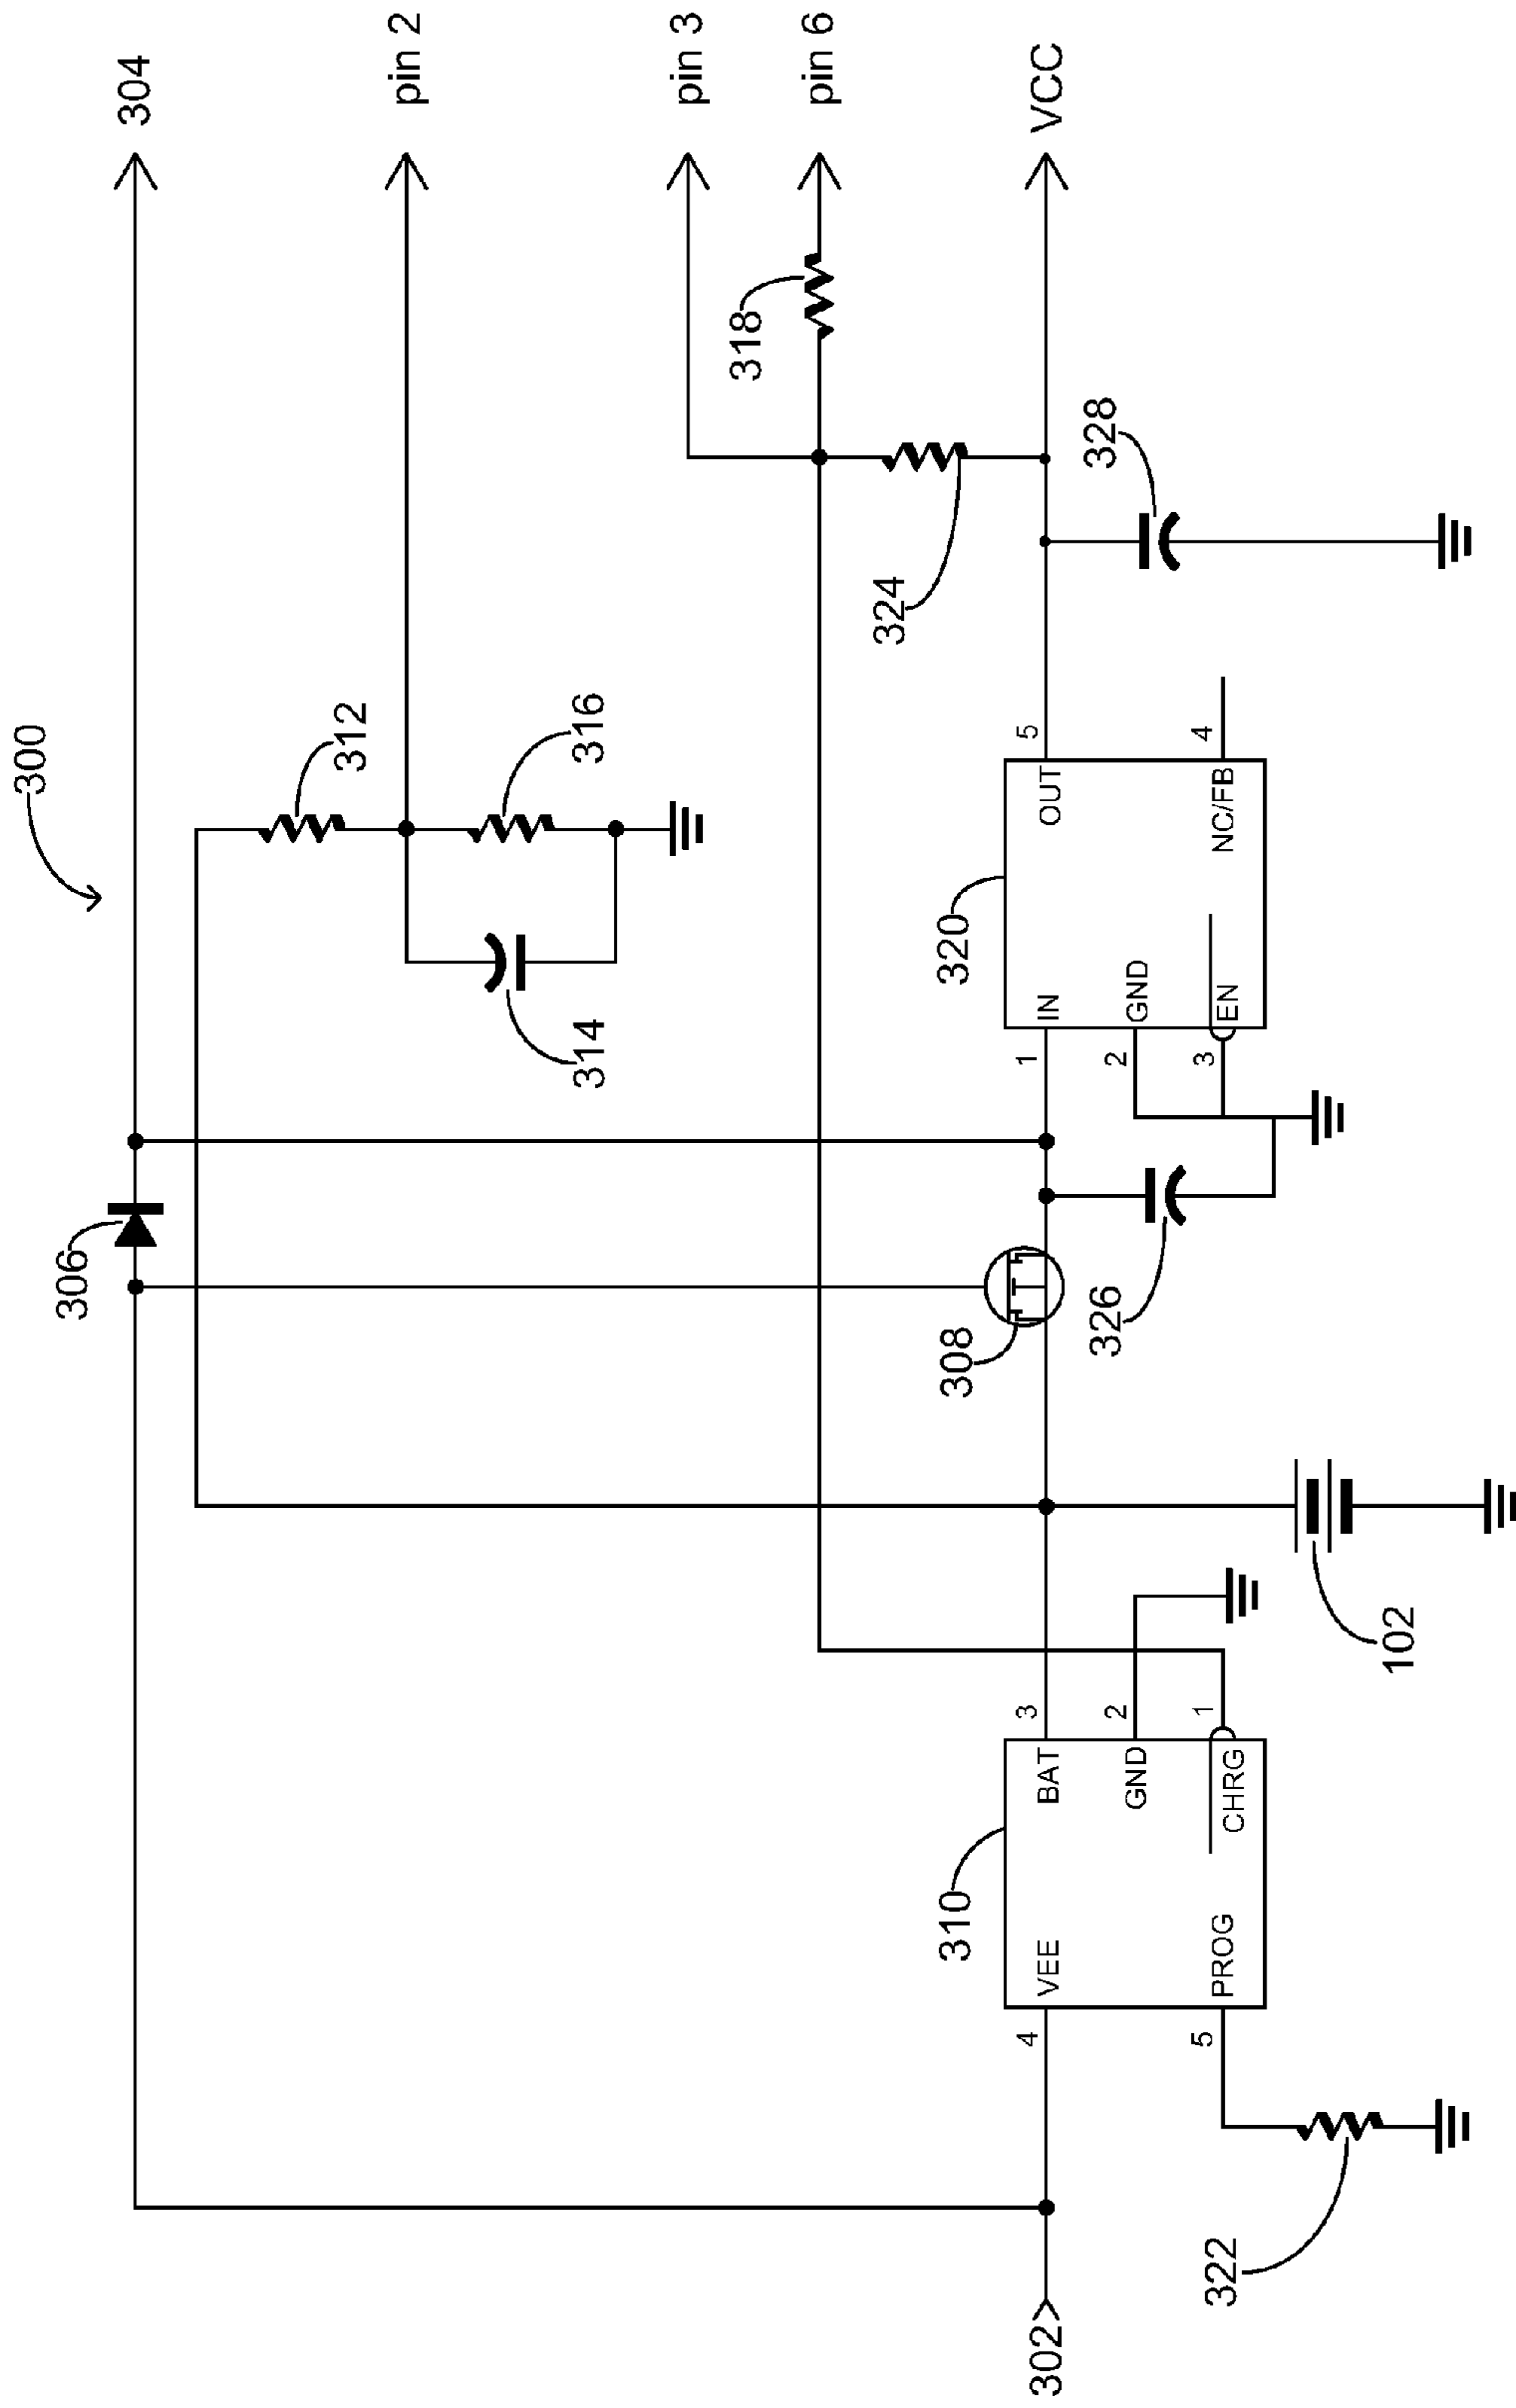 300
304
pin 2
pin 3
pin 6
VCC
306
312
316
314
318
324
328
308
320
326
IN
OUT
GND
EN
NC/FB
1
2
3
5
4
310
VEE
BAT
GND
PROG
CHRG
4
5
3
2
1
102
322
302